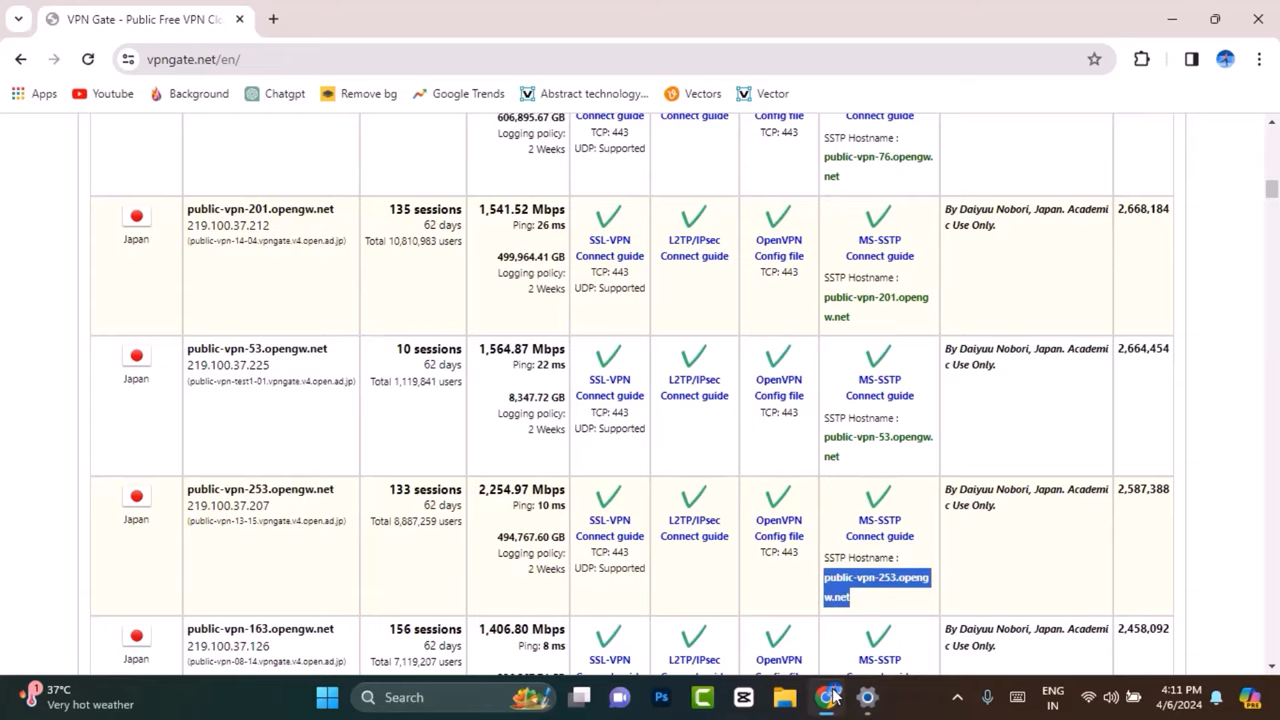 VPN Gate - Public Free VPN Clo
vpngate.net/en/
Apps Youtube Background Chatgpt Remove bg Google Trends Abstract technology... Vectors Vector
606,895.67 GB
Logging policy:
2 Weeks
Connect guide
TCP: 443
UDP: Supported
Connect guide
Config file
TCP: 443
Connect guide
SSTP Hostname :
public-vpn-76.opengw.
net
Japan
public-vpn-201.opengw.net
219.100.37.212
(public-vpn-14-04.vpngate.v4.open.ad.jp)
135 sessions
62 days
Total 10,810,983 users
1,541.52 Mbps
Ping: 26 ms
499,964.41 GB
Logging policy:
2 Weeks
SSL-VPN
Connect guide
TCP: 443
UDP: Supported
L2TP/IPsec
Connect guide
OpenVPN
Config file
TCP: 443
MS-SSTP
Connect guide
SSTP Hostname :
public-vpn-201.openg
w.net
By Daiyuu Nobori, Japan. Academi
c Use Only.
2,668,184
Japan
public-vpn-53.opengw.net
219.100.37.225
(public-vpn-test1-01.vpngate.v4.open.ad.jp)
10 sessions
62 days
Total 1,119,841 users
1,564.87 Mbps
Ping: 22 ms
8,347.72 GB
Logging policy:
2 Weeks
SSL-VPN
Connect guide
TCP: 443
UDP: Supported
L2TP/IPsec
Connect guide
OpenVPN
Config file
TCP: 443
MS-SSTP
Connect guide
SSTP Hostname :
public-vpn-53.opengw.
net
By Daiyuu Nobori, Japan. Academi
c Use Only.
2,664,454
Japan
public-vpn-253.opengw.net
219.100.37.207
(public-vpn-13-15.vpngate.v4.open.ad.jp)
133 sessions
62 days
Total 8,887,259 users
2,254.97 Mbps
Ping: 10 ms
494,767.60 GB
Logging policy:
2 Weeks
SSL-VPN
Connect guide
TCP: 443
UDP: Supported
L2TP/IPsec
Connect guide
OpenVPN
Config file
TCP: 443
MS-SSTP
Connect guide
SSTP Hostname :
public-vpn-253.openg
w.net
By Daiyuu Nobori, Japan. Academi
c Use Only.
2,587,388
Japan
public-vpn-163.opengw.net
219.100.37.126
(public-vpn-08-14.vpngate.v4.open.ad.jp)
156 sessions
62 days
Total 7,119,207 users
1,406.80 Mbps
Ping: 8 ms
SSL-VPN
L2TP/IPsec
OpenVPN
MS-SSTP
By Daiyuu Nobori, Japan. Academi
c Use Only.
2,458,092
1
37°C
Very hot weather
Search
Ps
ENG
IN
4:11 PM
4/6/2024
PRE